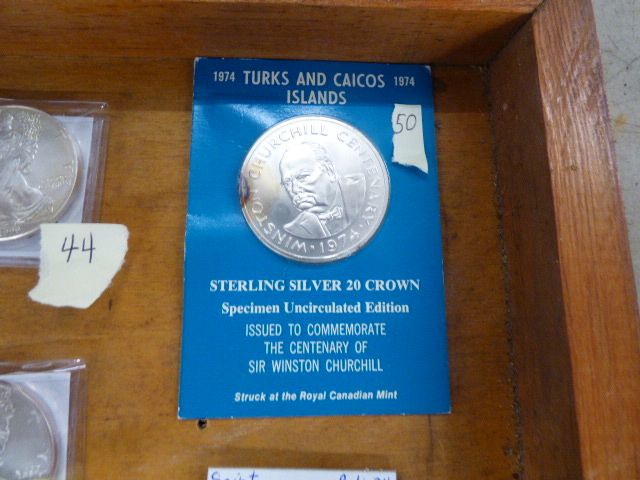 1974 TURKS AND CAICOS 1974
ISLANDS
50
WINSTON CHURCHILL CENTENARY
· 1974 ·
STERLING SILVER 20 CROWN
Specimen Uncirculated Edition
ISSUED TO COMMEMORATE
THE CENTENARY OF
SIR WINSTON CHURCHILL
Struck at the Royal Canadian Mint
44